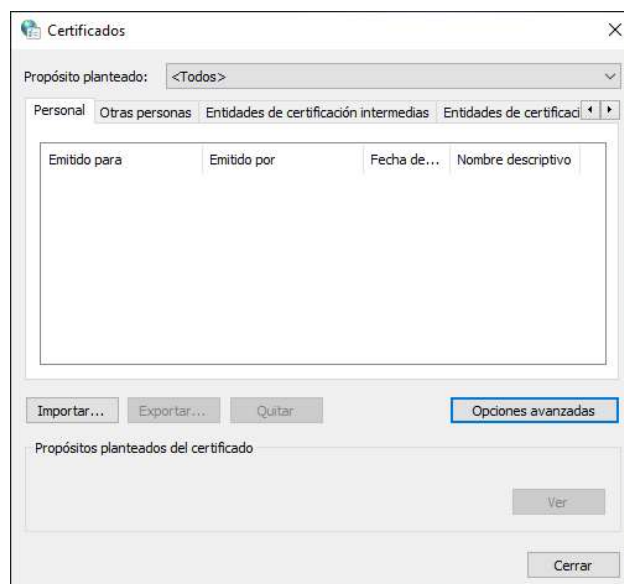 Certificados
Propósito planteado: <Todos>
Personal Otras personas Entidades de certificación intermedias Entidades de certificaci
Emitido para Emitido por Fecha de... Nombre descriptivo
Importar... Exportar... Quitar Opciones avanzadas
Propósitos planteados del certificado
Ver
Cerrar